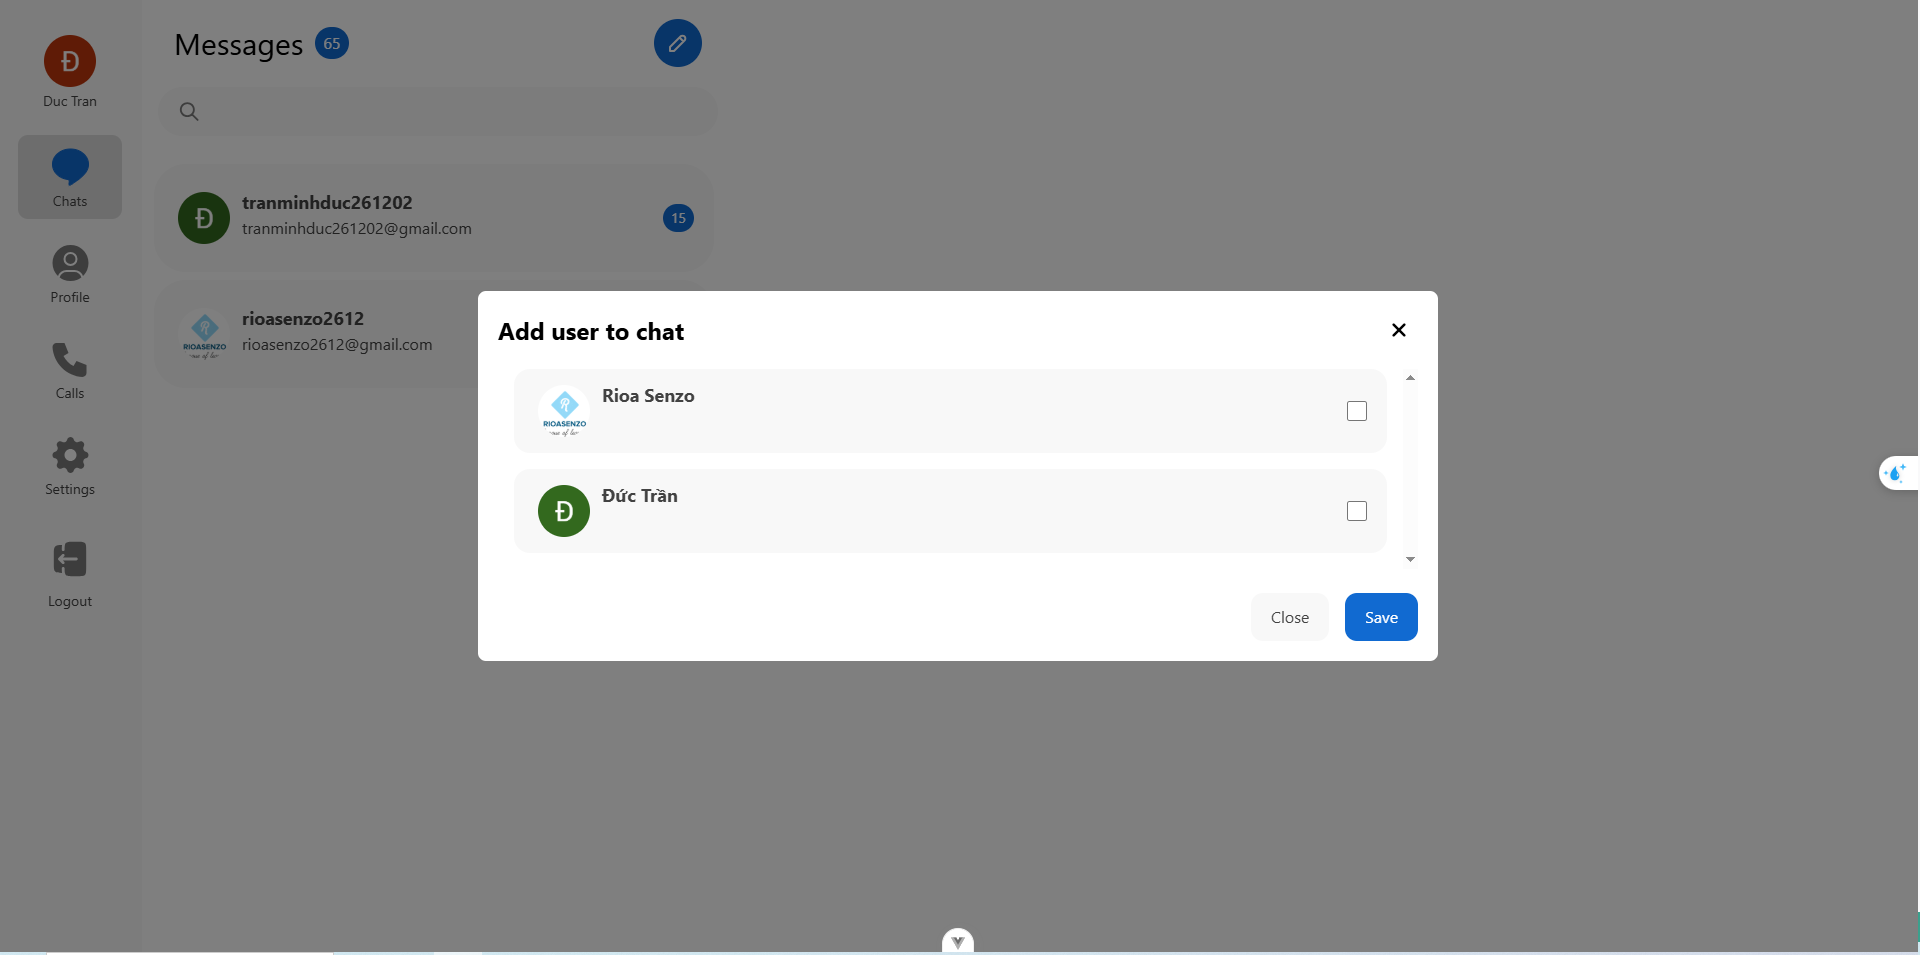 Đ
Duc Tran
Chats
Profile
Calls
Settings
Logout
Messages 65
Đ
tranminhduc261202
tranminhduc261202@gmail.com
15
R
RIOASENZO
rioasenzo2612
rioasenzo2612@gmail.com
Add user to chat
R
RIOASENZO
Rioa Senzo
Đ
Đức Trần
Close
Save